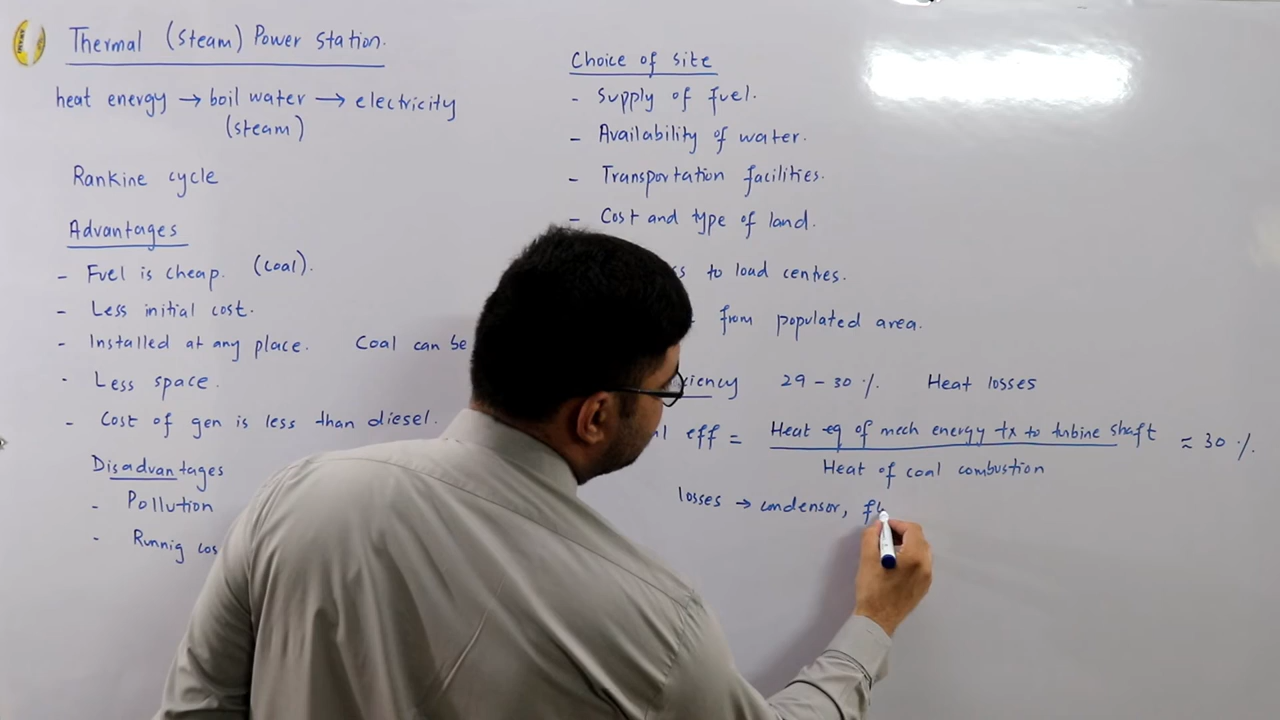 Thermal (Steam) Power Station.
heat energy → boil water → electricity
(steam)
Rankine cycle
Advantages
- Fuel is cheap. (coal).
- Less initial cost.
- Installed at any place. Coal can be
- Less space.
- Cost of gen is less than diesel.
Disadvantages
- Pollution
- Runnig cos
Choice of site
- Supply of fuel.
- Availability of water.
- Transportation facilities.
- Cost and type of land.
to load centres.
from populated area.
iciency 29 - 30 % Heat losses
eff = Heat eq of mech energy tx to turbine shaft ≈ 30 %
Heat of coal combustion
losses → condensor,